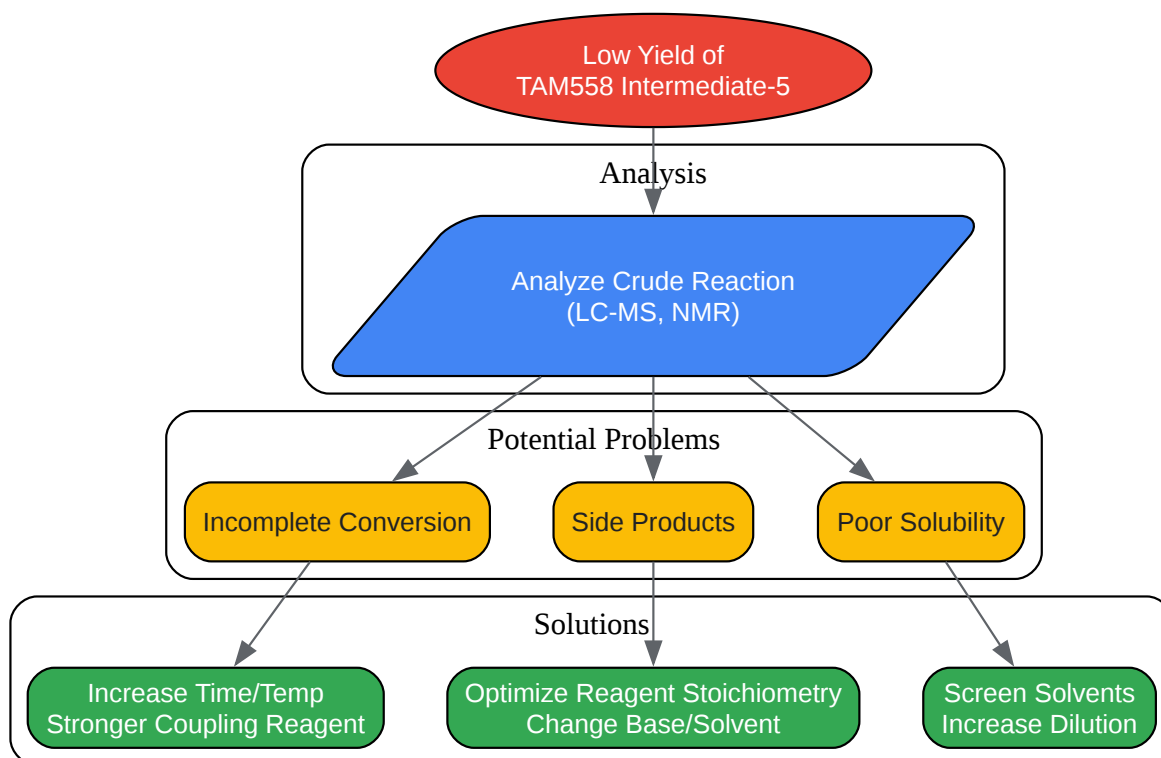 Low Yield of
TAM558 Intermediate-5
Analysis
Analyze Crude Reaction
(LC-MS, NMR)
Potential Problems
Incomplete Conversion
Side Products
Poor Solubility
Solutions
Increase Time/Temp
Stronger Coupling Reagent
Optimize Reagent Stoichiometry
Change Base/Solvent
Screen Solvents
Increase Dilution